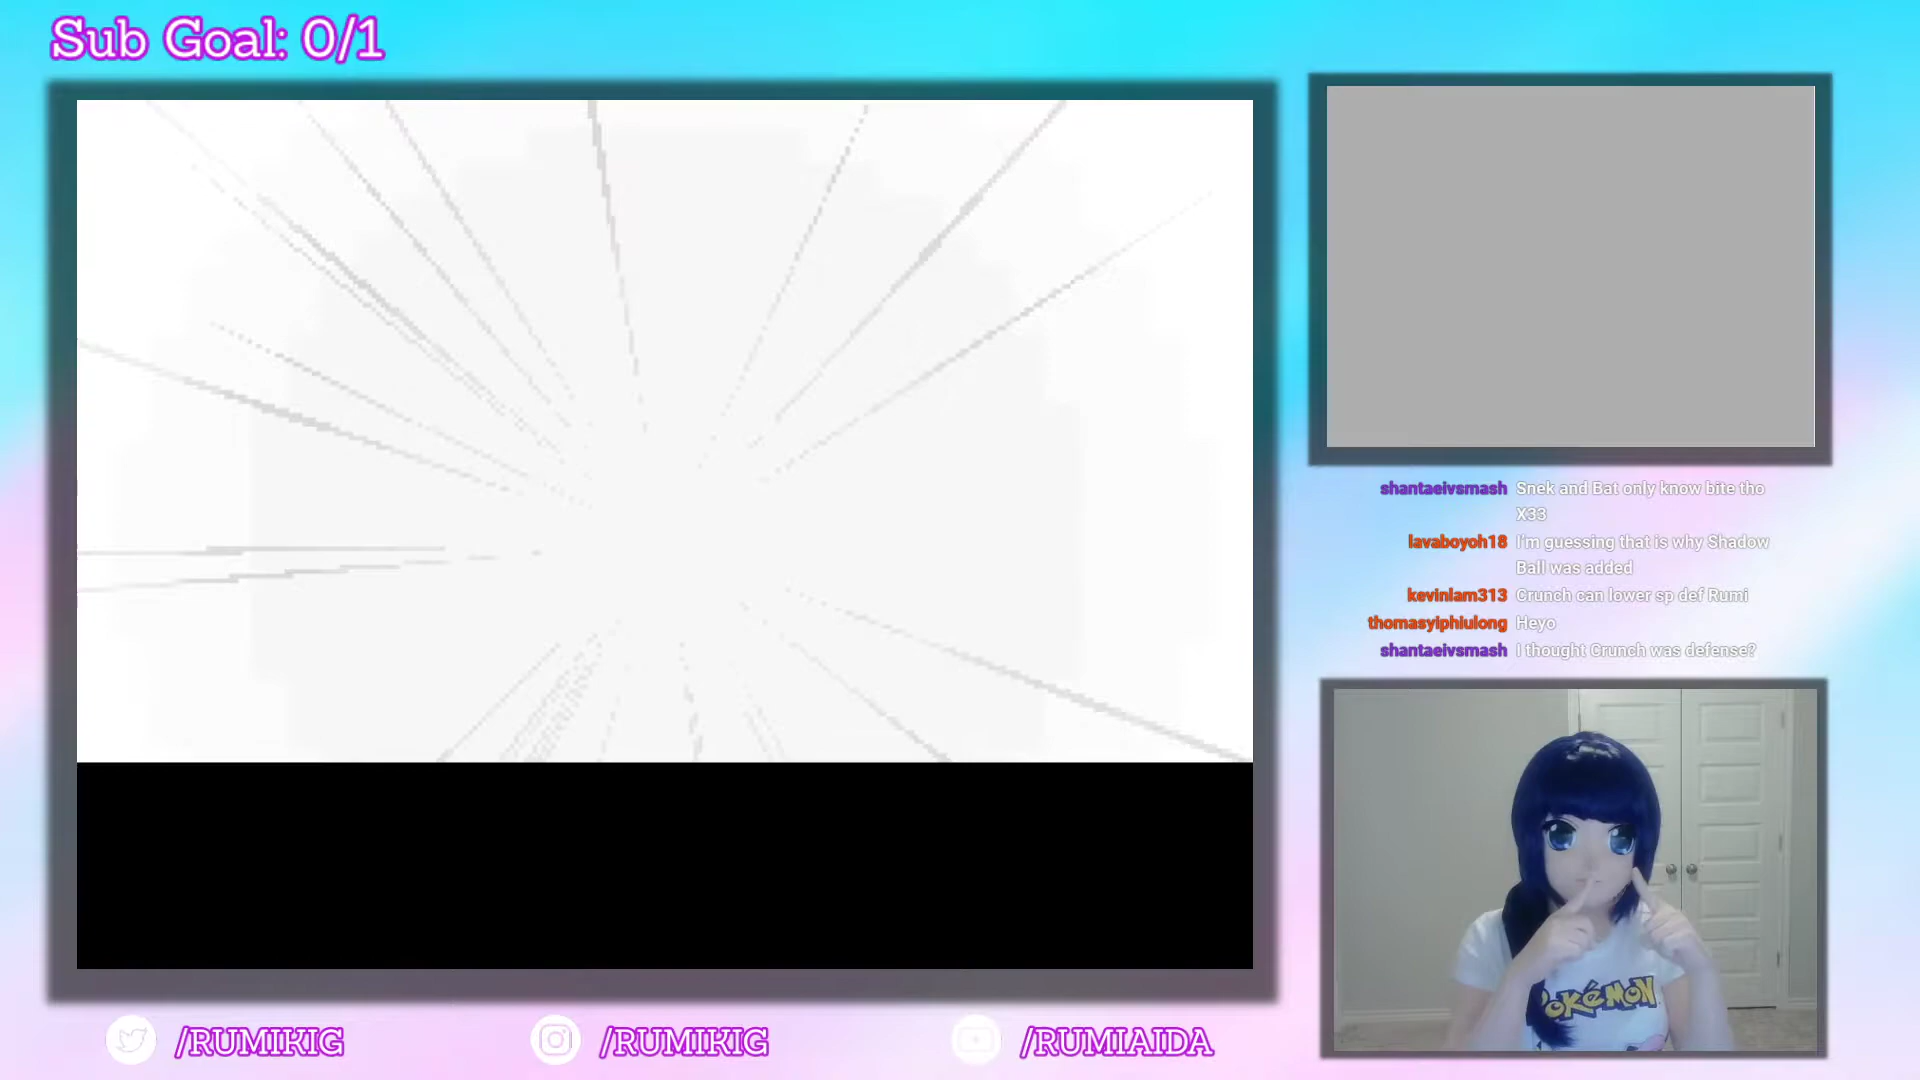 Sub Goal: 0/1
shantaeivsmash Snek and Bat only know bite tho
X33
lavaboyoh18 I'm guessing that is why Shadow
Ball was added
kevinlam313 Crunch can lower sp def Rumi
thomasyiphiulong Heyo
shantaeivsmash I thought Crunch was defense?
POKéMON
/RUMIKIG
/RUMIKIG
/RUMIAIDA